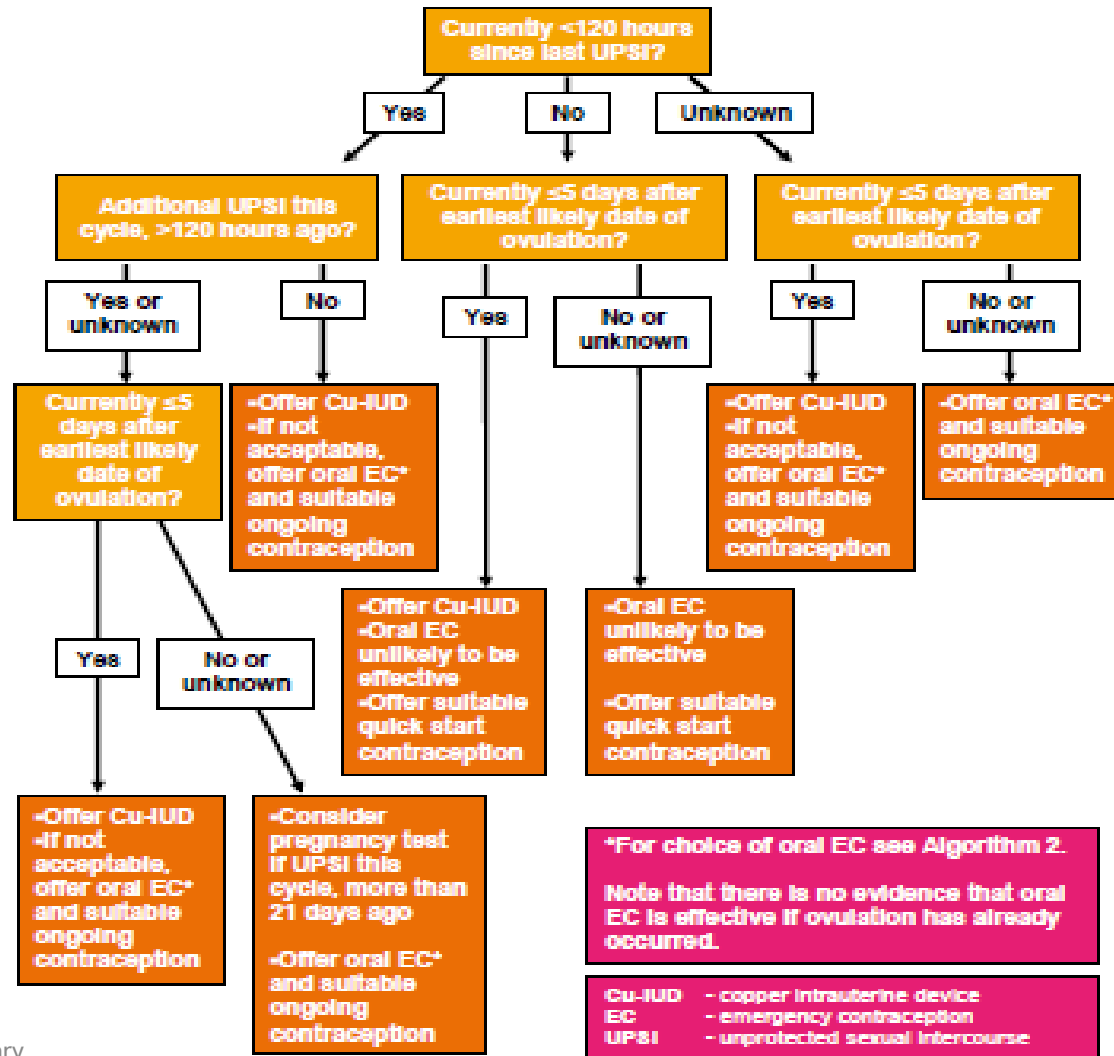 Currently <120 hours
since last UPSI?
Yes
No
Unknown
Additional UPSI this
cycle, >120 hours ago?
Currently ≤5 days after
earliest likely date of
ovulation?
Currently ≤5 days after
earliest likely date of
ovulation?
Yes or
unknown
No
Yes
No or
unknown
Yes
No or
unknown
Currently ≤5
days after
earliest likely
date of
ovulation?
-Offer Cu-IUD
-If not
acceptable,
offer oral EC*
and suitable
ongoing
contraception
-Offer Cu-IUD
-If not
acceptable,
offer oral EC*
and suitable
ongoing
contraception
-Offer oral EC*
and suitable
ongoing
contraception
Yes
No or
unknown
-Offer Cu-IUD
-Oral EC
unlikely to be
effective
-Offer suitable
quick start
contraception
-Oral EC
unlikely to be
effective
-Offer suitable
quick start
contraception
-Offer Cu-IUD
-If not
acceptable,
offer oral EC*
and suitable
ongoing
contraception
-Consider
pregnancy test
if UPSI this
cycle, more than
21 days ago
-Offer oral EC*
and suitable
ongoing
contraception
*For choice of oral EC see Algorithm 2.
Note that there is no evidence that oral
EC is effective if ovulation has already
occurred.
Cu-IUD - copper intrauterine device
EC - emergency contraception
UPSI - unprotected sexual intercourse